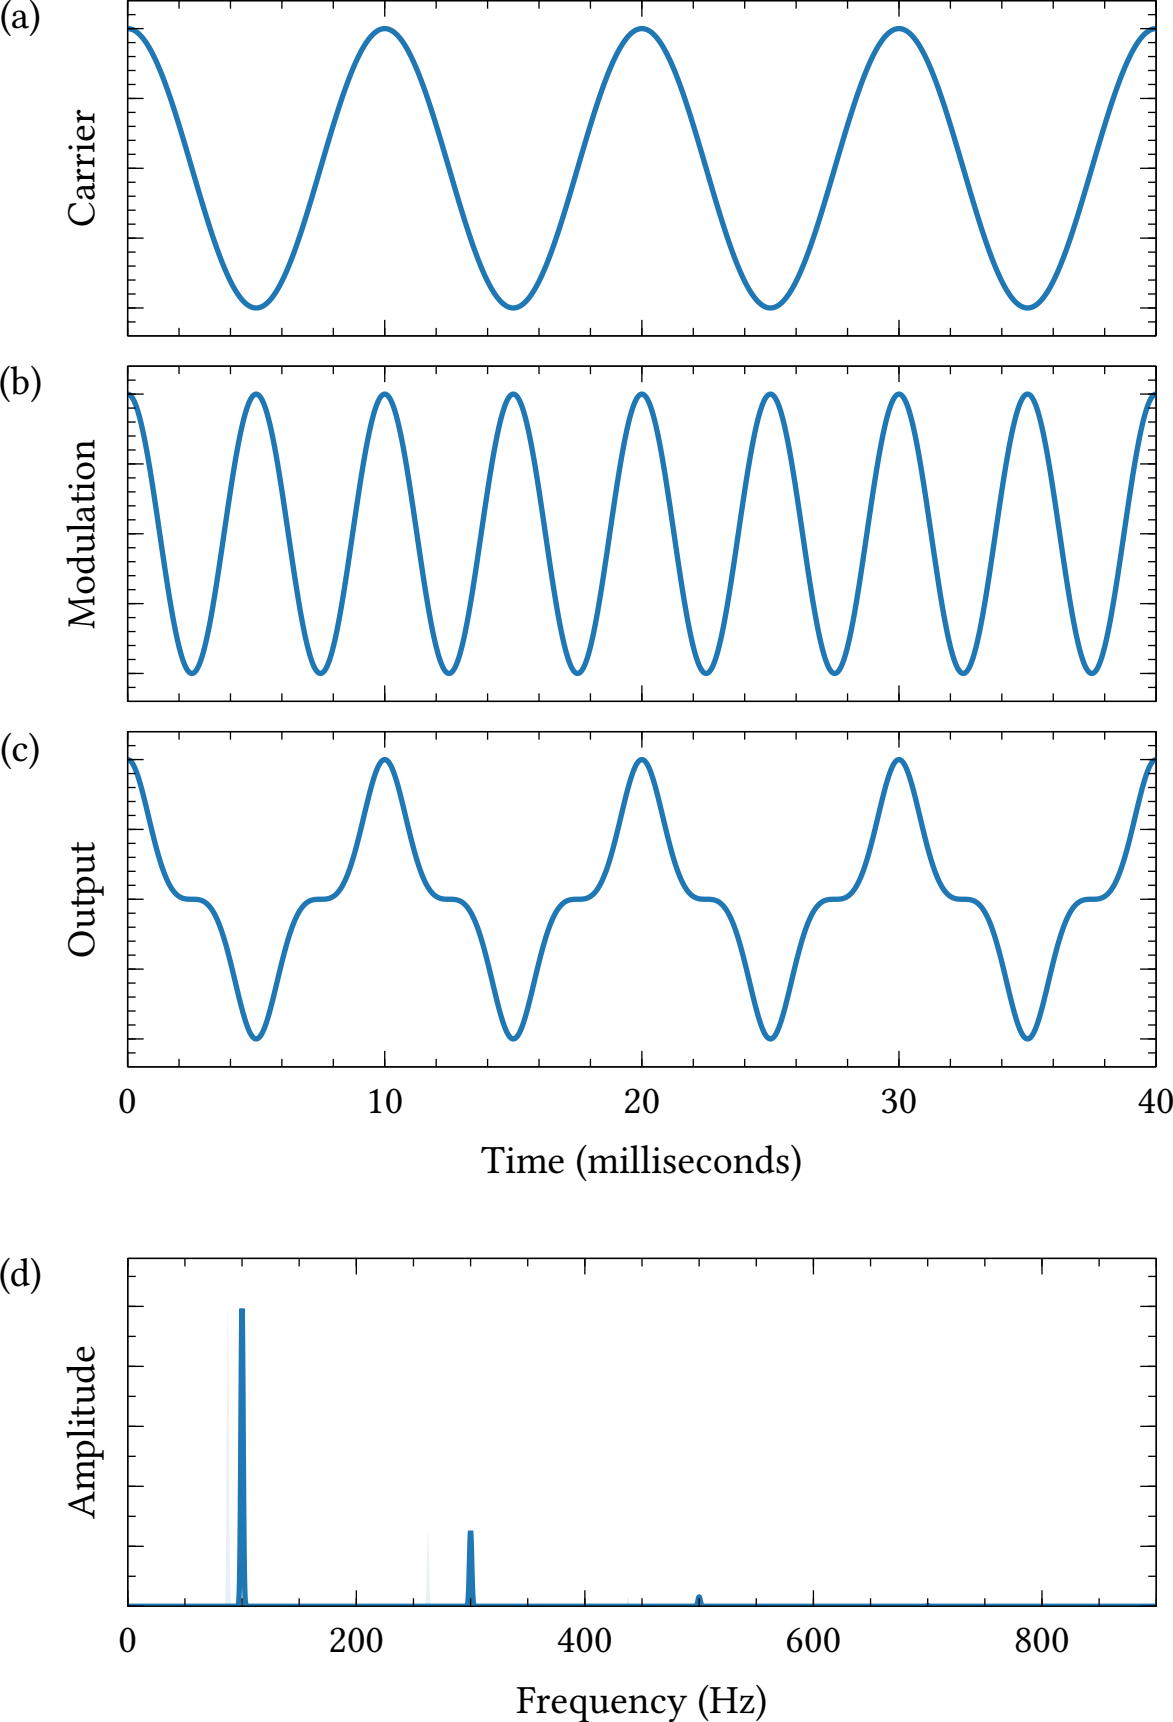 (a)
Carrier
(b)
Modulation
(c)
Output
0 10 20 30 40
Time (milliseconds)
(d)
Amplitude
0 200 400 600 800
Frequency (Hz)